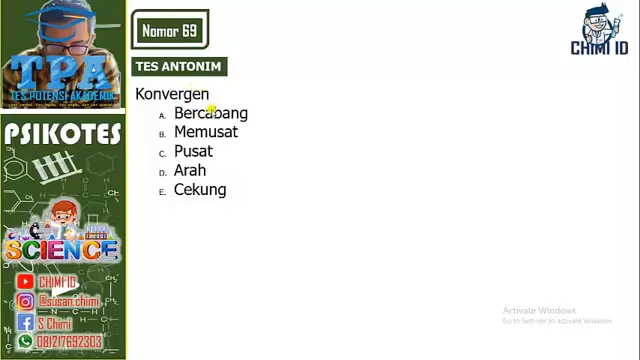 TPA
TES POTENSI AKADEMIK
PSIKOTES
SCIENCE
CHIMI ID
@susan.chimi
S Chimi
081217692303
Nomor 69
TES ANTONIM
Konvergen
A. Bercabang
B. Memusat
C. Pusat
D. Arah
E. Cekung
CHIMI ID
Activate Windows
Go to Settings to Activate Windows.